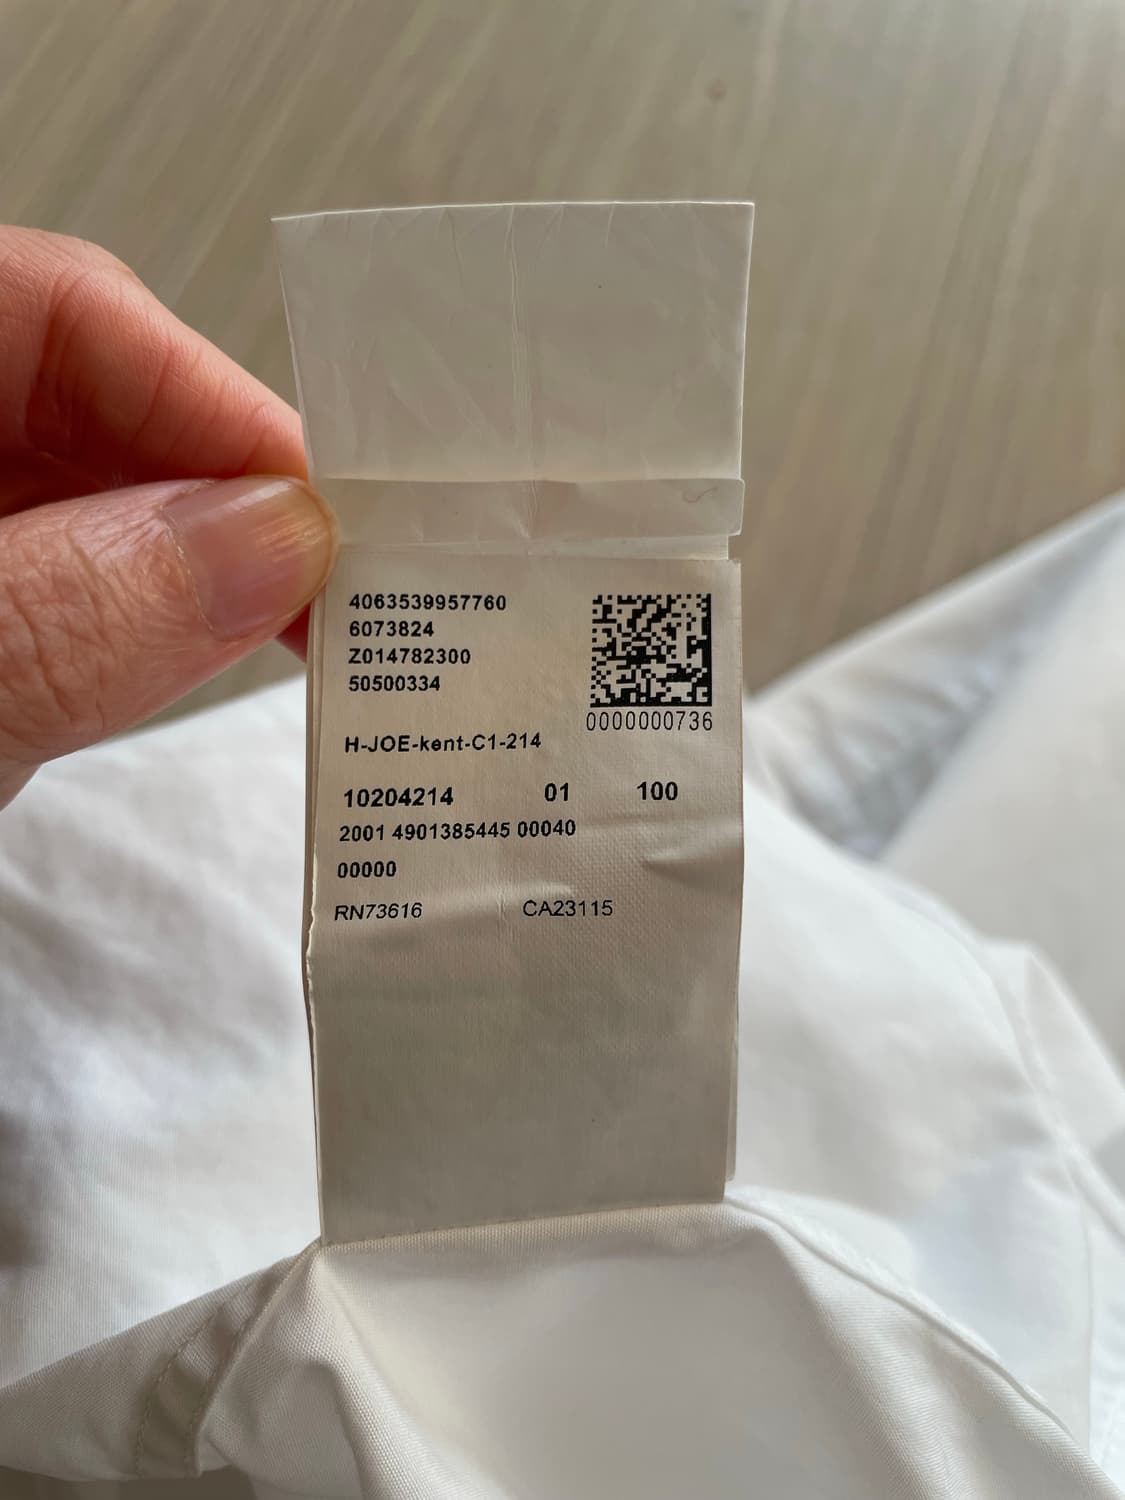 4063539957760
6073824
Z014782300
50500334
0000000736
H-JOE-kent-C1-214
10204214 01 100
2001 4901385445 00040
00000
RN73616 CA23115